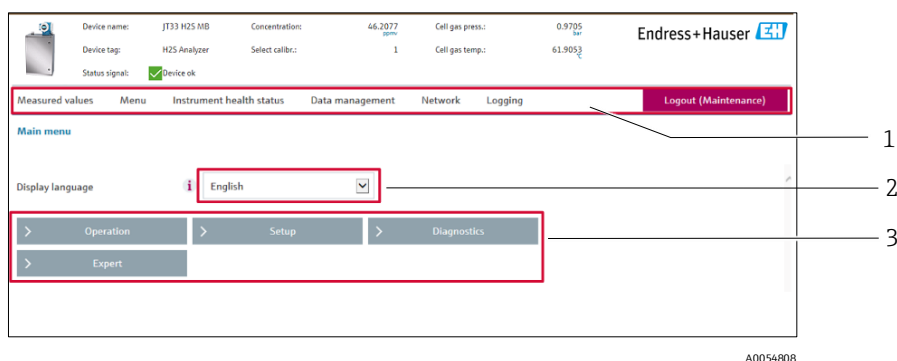 Device name: JT33 H2S MB Concentration: 46.2077 ppmv Cell gas press.: 0.9705 bar
Endress+Hauser EH
Device tag: H2S Analyzer Select calibr.: 1 Cell gas temp.: 61.9053 °C
Status signal: Device ok
Measured values Menu Instrument health status Data management Network Logging Logout (Maintenance)
1
Main menu
Display language i English
2
> Operation > Setup > Diagnostics
3
> Expert
A0054808